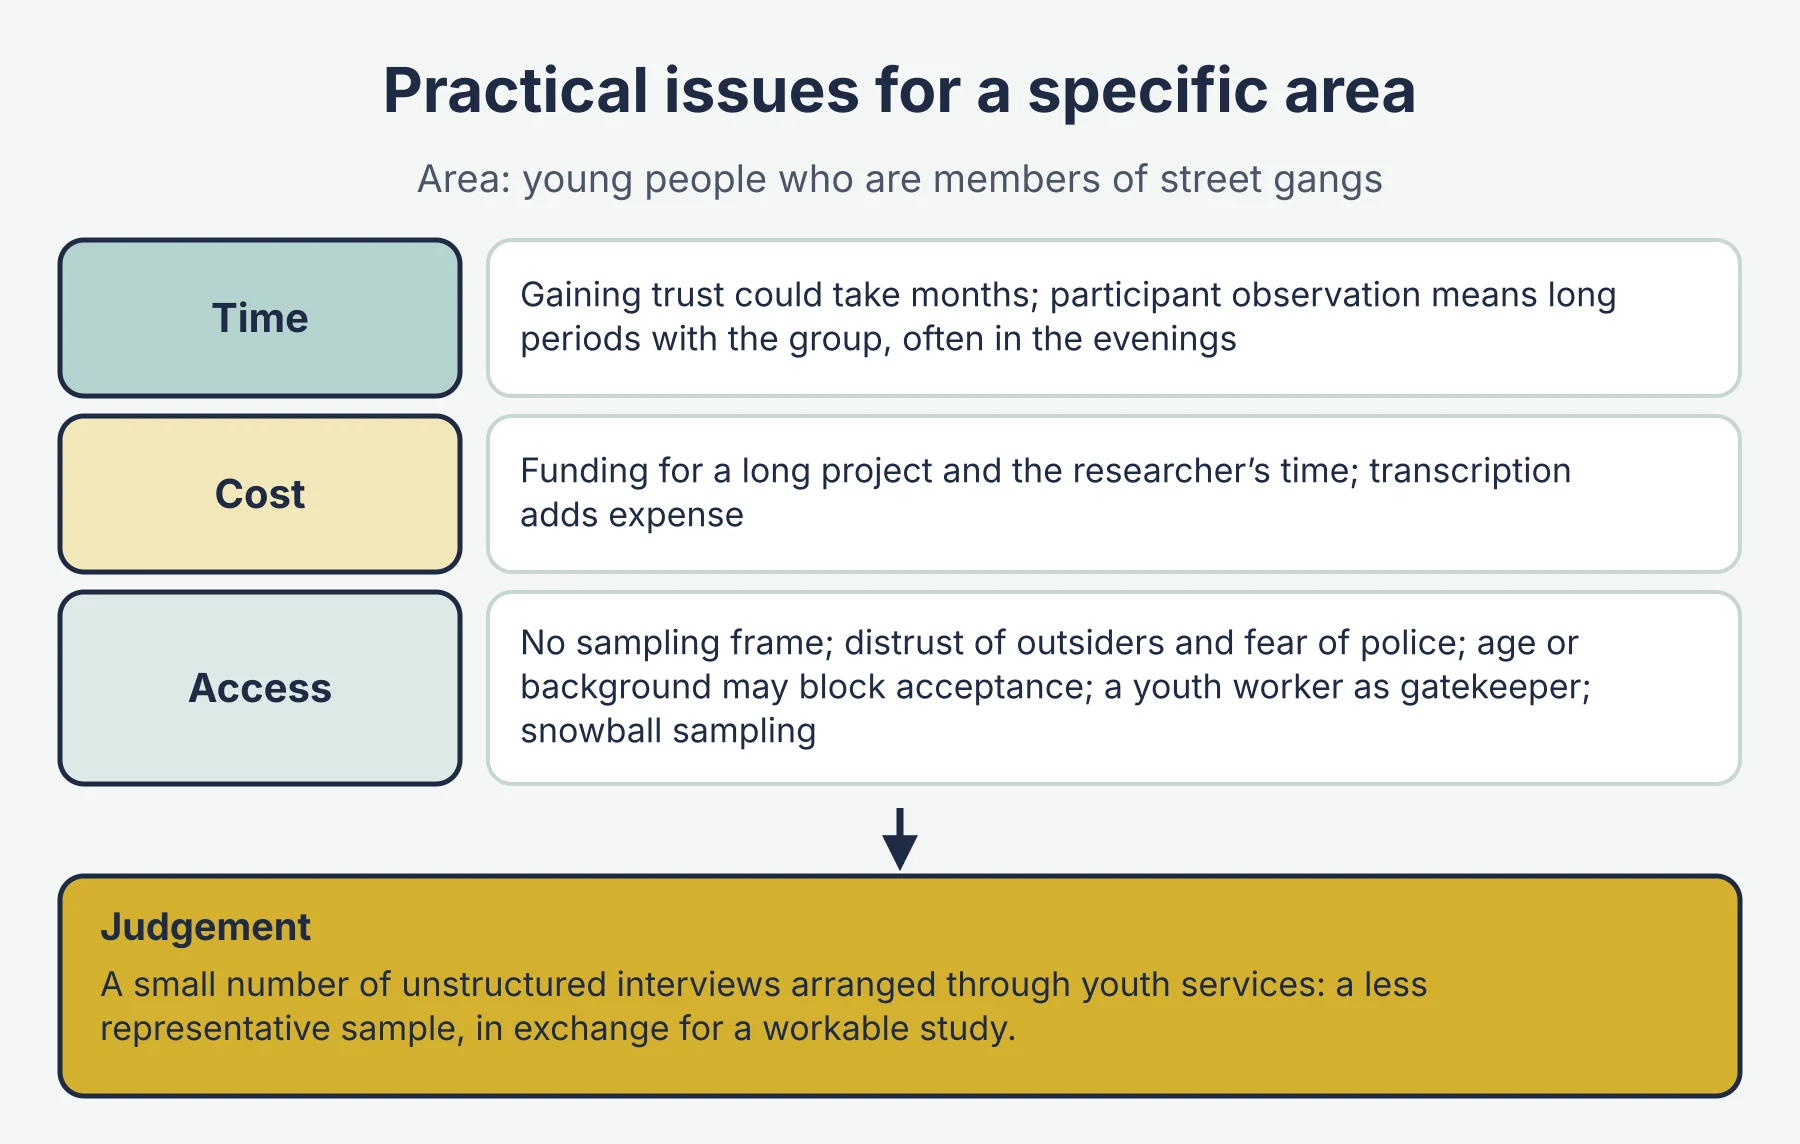 Practical issues for a specific area
Area: young people who are members of street gangs
Time
Gaining trust could take months; participant observation means long
periods with the group, often in the evenings
Cost
Funding for a long project and the researcher’s time; transcription
adds expense
Access
No sampling frame; distrust of outsiders and fear of police; age or
background may block acceptance; a youth worker as gatekeeper;
snowball sampling
Judgement
A small number of unstructured interviews arranged through youth services: a less
representative sample, in exchange for a workable study.